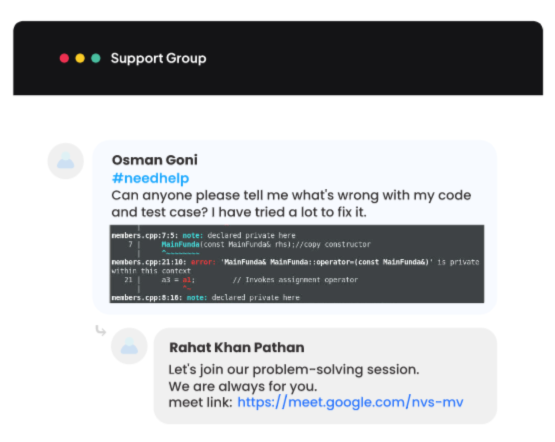 Support Group
Osman Goni
#needhelp
Can anyone please tell me what's wrong with my code
and test case? I have tried a lot to fix it.
members.cpp:7:5: note: declared private here
7 | MainFunda(const MainFunda& rhs);//copy constructor
| ^~~~~~~~~
members.cpp:21:10: error: 'MainFunda& MainFunda::operator=(const MainFunda&)' is private
within this context
21 | a3 = a1; // Invokes assignment operator
| ^~
members.cpp:8:16: note: declared private here
Rahat Khan Pathan
Let's join our problem-solving session.
We are always for you.
meet link: https://meet.google.com/nvs-mv